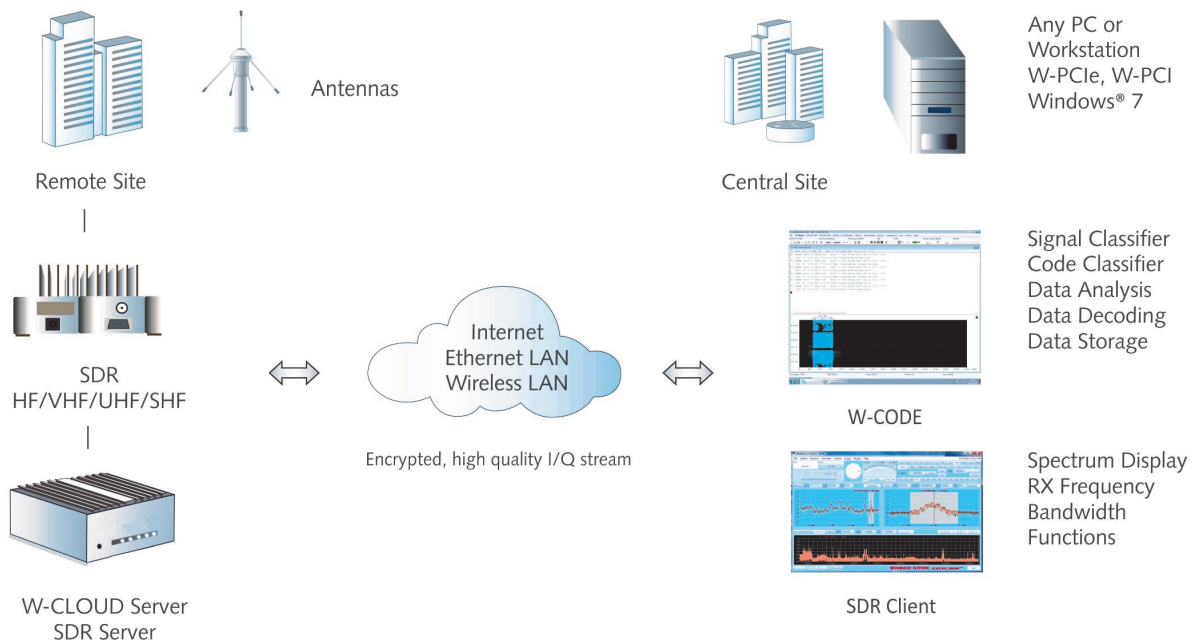 Antennas
Remote Site
SDR
HF/VHF/UHF/SHF
W-CLOUD Server
SDR Server
Internet
Ethernet LAN
Wireless LAN
Encrypted, high quality I/Q stream
Central Site
Any PC or
Workstation
W-PCIe, W-PCI
Windows® 7
W-CODE
Signal Classifier
Code Classifier
Data Analysis
Data Decoding
Data Storage
SDR Client
Spectrum Display
RX Frequency
Bandwidth
Functions